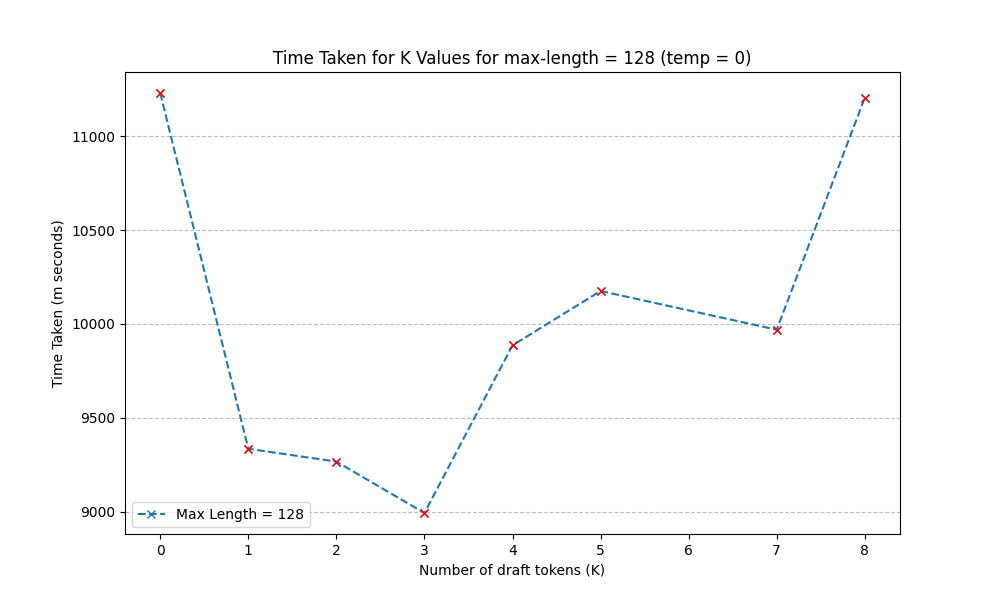 Time Taken for K Values for max-length = 128 (temp = 0)
Time Taken (m seconds)
11000
10500
10000
9500
9000
Max Length = 128
0 1 2 3 4 5 6 7 8
Number of draft tokens (K)